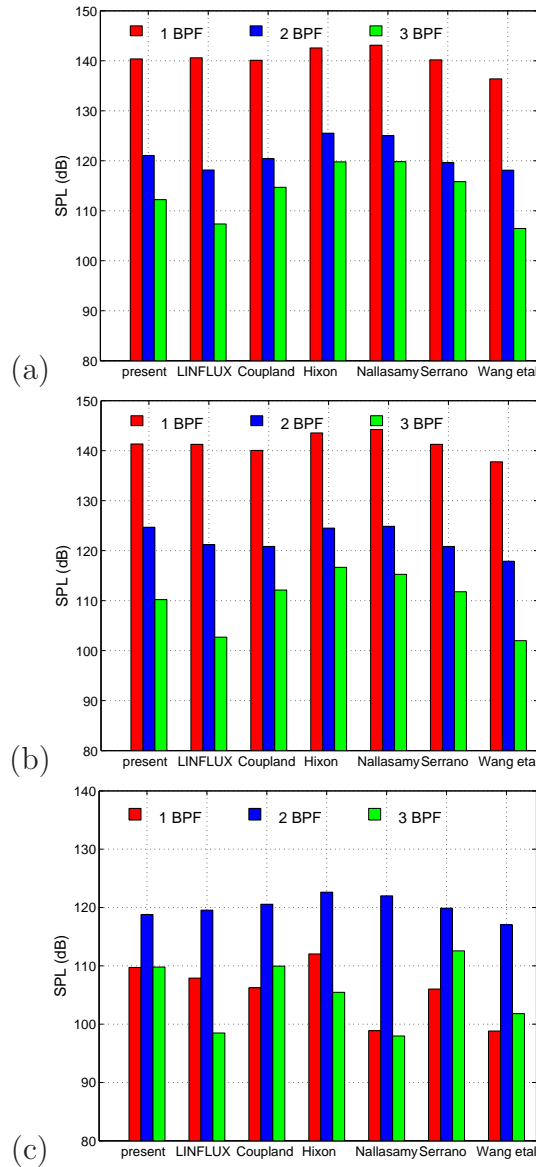 150
140
130
120
110
100
90
80
SPL (dB)
1 BPF 2 BPF 3 BPF
present LINFLUX Coupland Hixon Nallasamy Serrano Wang etal
(a)
150
140
130
120
110
100
90
80
SPL (dB)
1 BPF 2 BPF 3 BPF
present LINFLUX Coupland Hixon Nallasamy Serrano Wang etal
(b)
140
130
120
110
100
90
80
SPL (dB)
1 BPF 2 BPF 3 BPF
present LINFLUX Coupland Hixon Nallasamy Serrano Wang etal
(c)